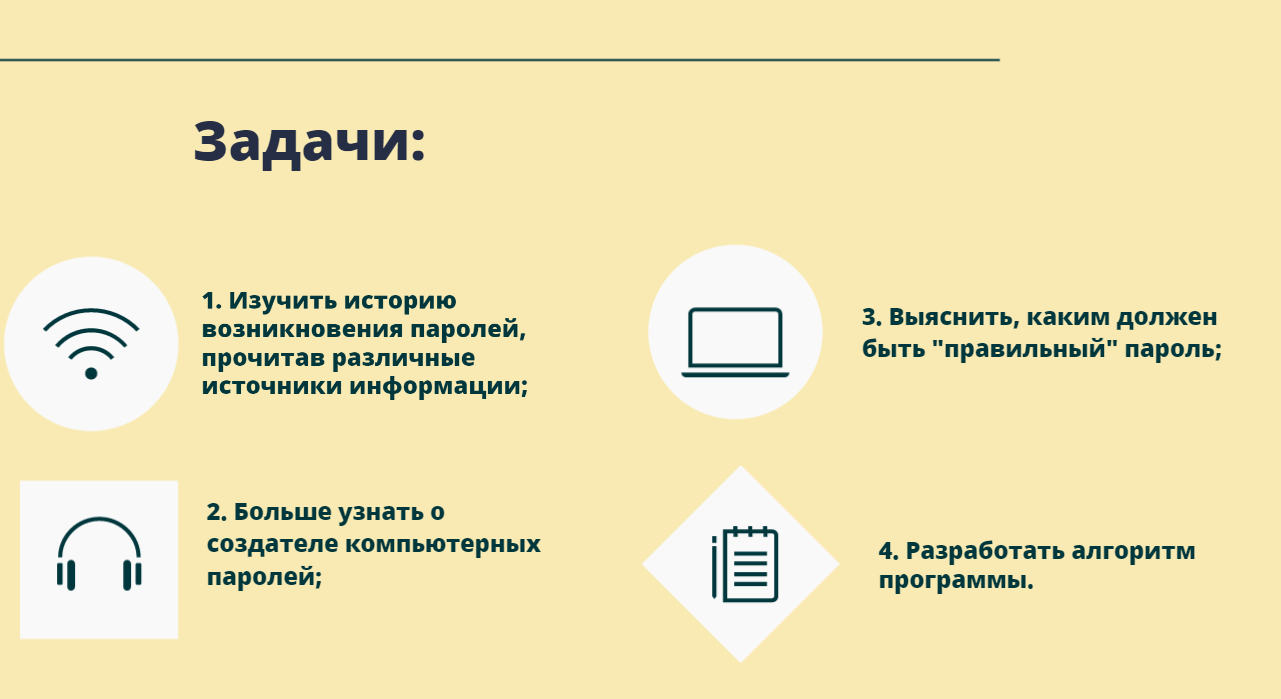 Задачи:
1. Изучить историю
возникновения паролей,
прочитав различные
источники информации;
2. Больше узнать о
создателе компьютерных
паролей;
3. Выяснить, каким должен
быть "правильный" пароль;
4. Разработать алгоритм
программы.